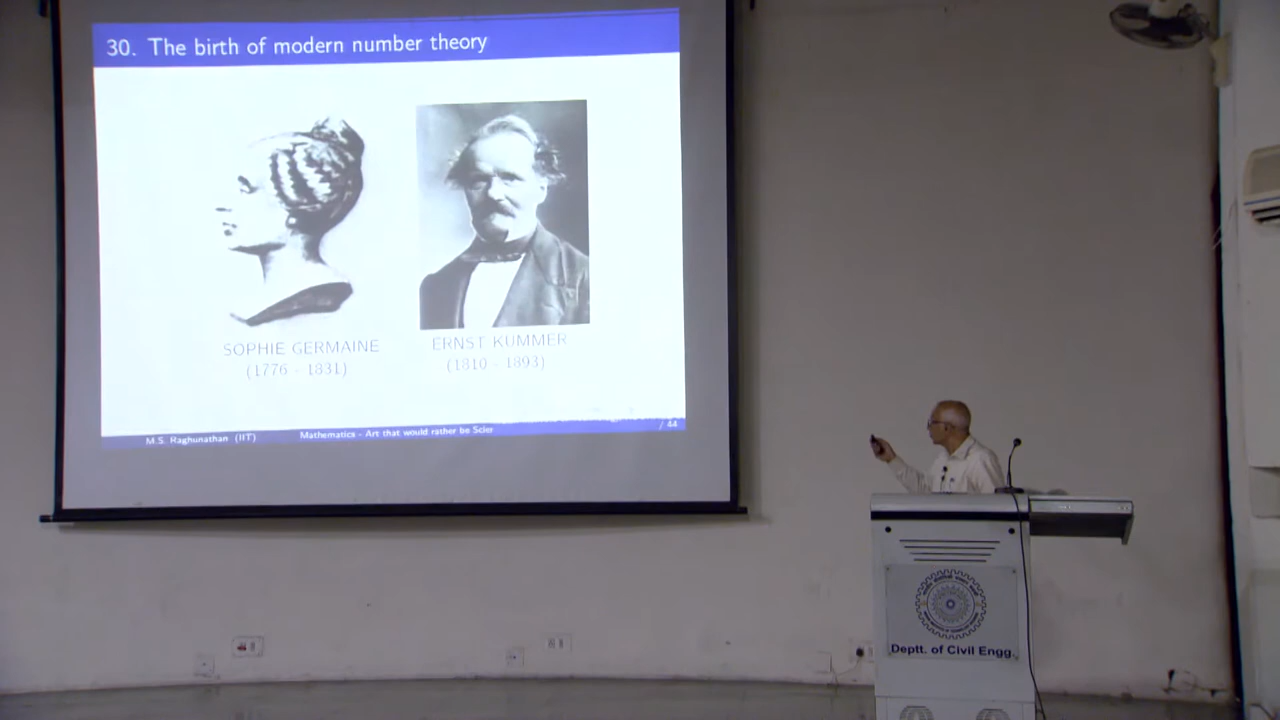 30. The birth of modern number theory
SOPHIE GERMAINE
(1776 - 1831)
ERNST KUMMER
(1810 - 1893)
M.S. Raghunathan (IIT)
Mathematics - Art that would rather be Scier
/ 44
Deptt. of Civil Engg.